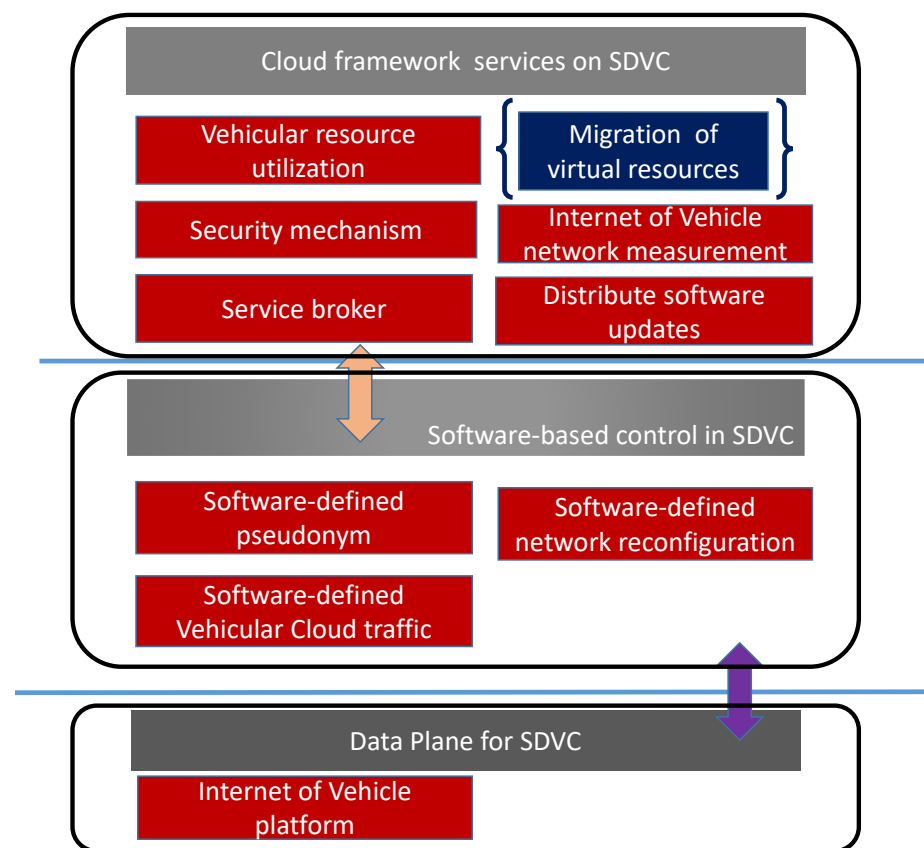 Cloud framework services on SDVC
Vehicular resource
utilization
Migration of
virtual resources
Security mechanism
Internet of Vehicle
network measurement
Service broker
Distribute software
updates
Software-based control in SDVC
Software-defined
pseudonym
Software-defined
network reconfiguration
Software-defined
Vehicular Cloud traffic
Data Plane for SDVC
Internet of Vehicle
platform